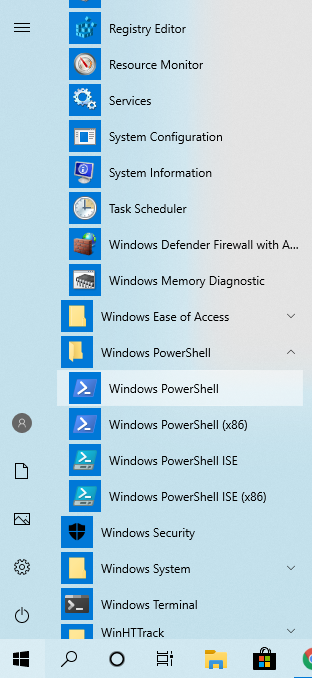 Registry Editor
Resource Monitor
Services
System Configuration
System Information
Task Scheduler
Windows Defender Firewall with A...
Windows Memory Diagnostic
Windows Ease of Access
Windows PowerShell
Windows PowerShell
Windows PowerShell (x86)
Windows PowerShell ISE
Windows PowerShell ISE (x86)
Windows Security
Windows System
Windows Terminal
WinHTTrack